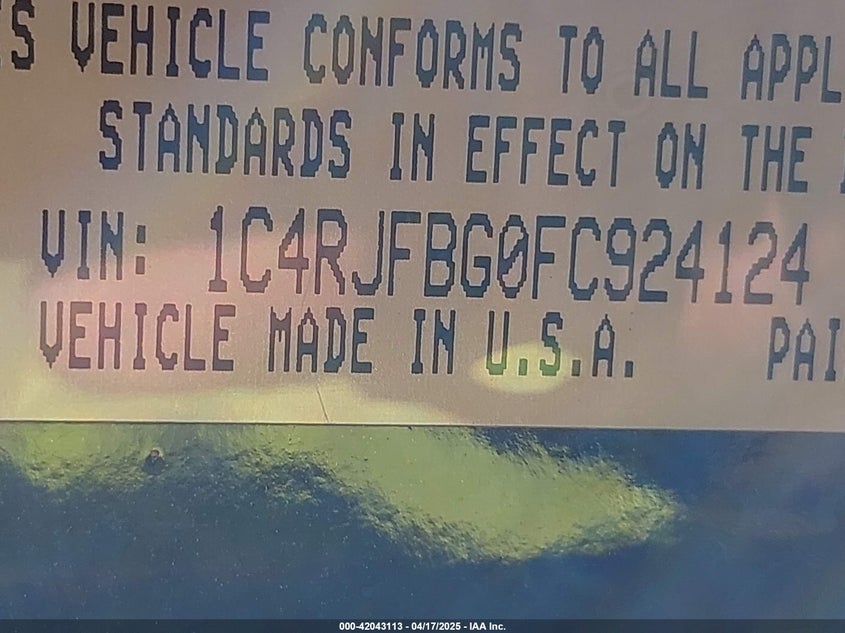 S VEHICLE CONFORMS TO ALL APPL
STANDARDS IN EFFECT ON THE
VIN: 1C4RJFBG0FC924124
VEHICLE MADE IN U.S.A. PAI
000-42043113 - 04/17/2025 - IAA Inc.